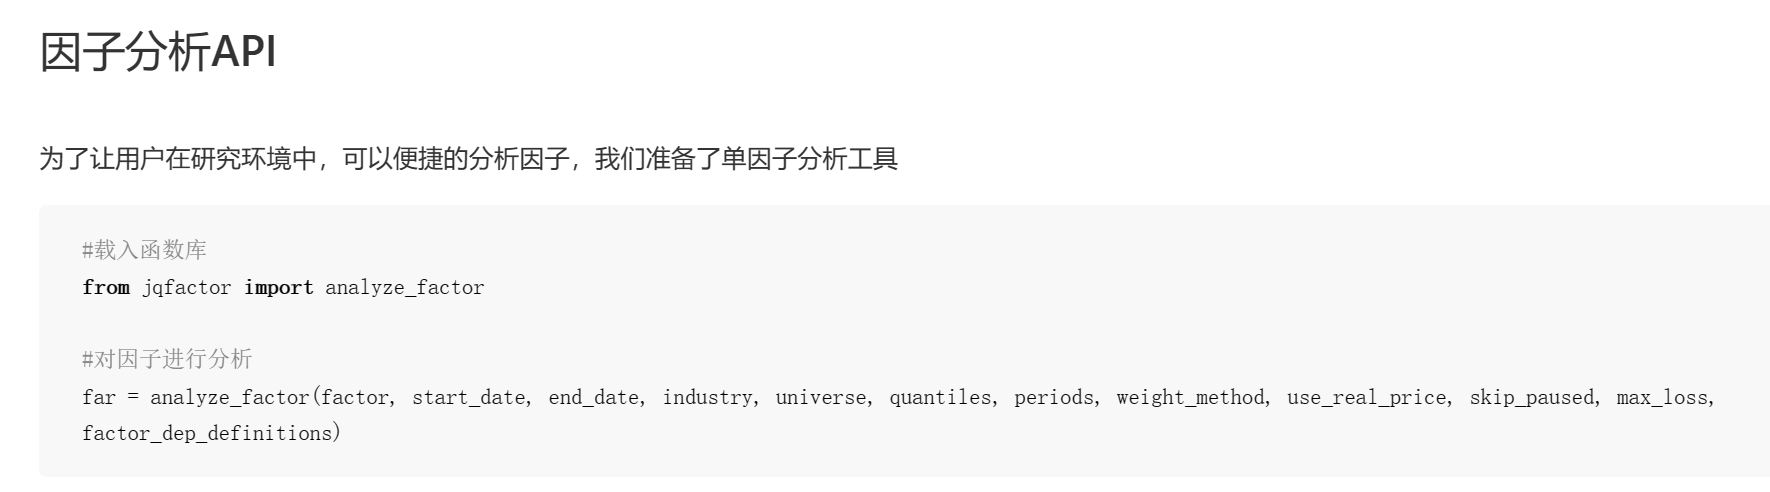 因子分析API
为了让用户在研究环境中，可以便捷的分析因子，我们准备了单因子分析工具
#载入函数库
from jqfactor import analyze_factor
#对因子进行分析
far = analyze_factor(factor, start_date, end_date, industry, universe, quantiles, periods, weight_method, use_real_price, skip_paused, max_loss,
factor_dep_definitions)